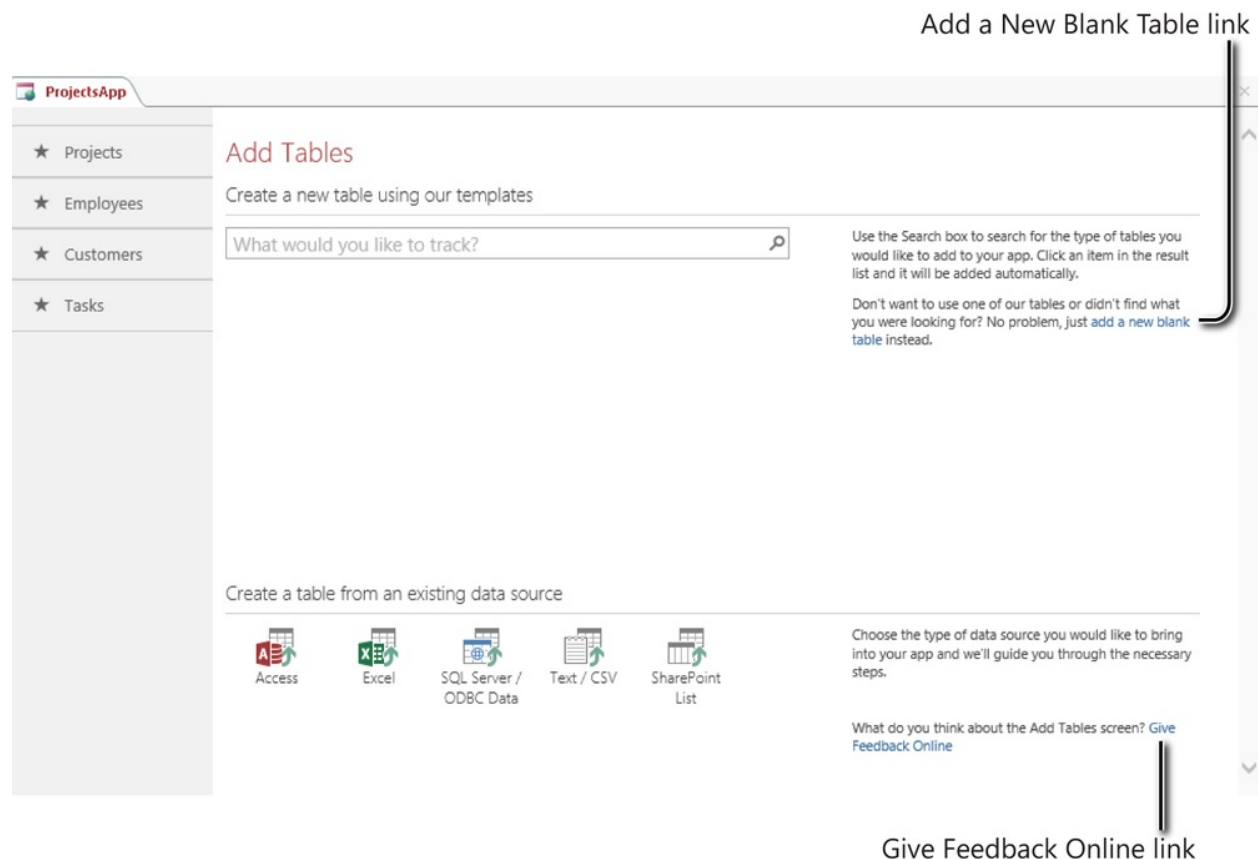 Add a New Blank Table link
ProjectsApp
Projects
Employees
Customers
Tasks
Add Tables
Create a new table using our templates
What would you like to track?
Use the Search box to search for the type of tables you
would like to add to your app. Click an item in the result
list and it will be added automatically.
Don't want to use one of our tables or didn't find what
you were looking for? No problem, just add a new blank
table instead.
Create a table from an existing data source
Access
Excel
SQL Server /
ODBC Data
Text / CSV
SharePoint
List
Choose the type of data source you would like to bring
into your app and we'll guide you through the necessary
steps.
What do you think about the Add Tables screen? Give
Feedback Online
Give Feedback Online link